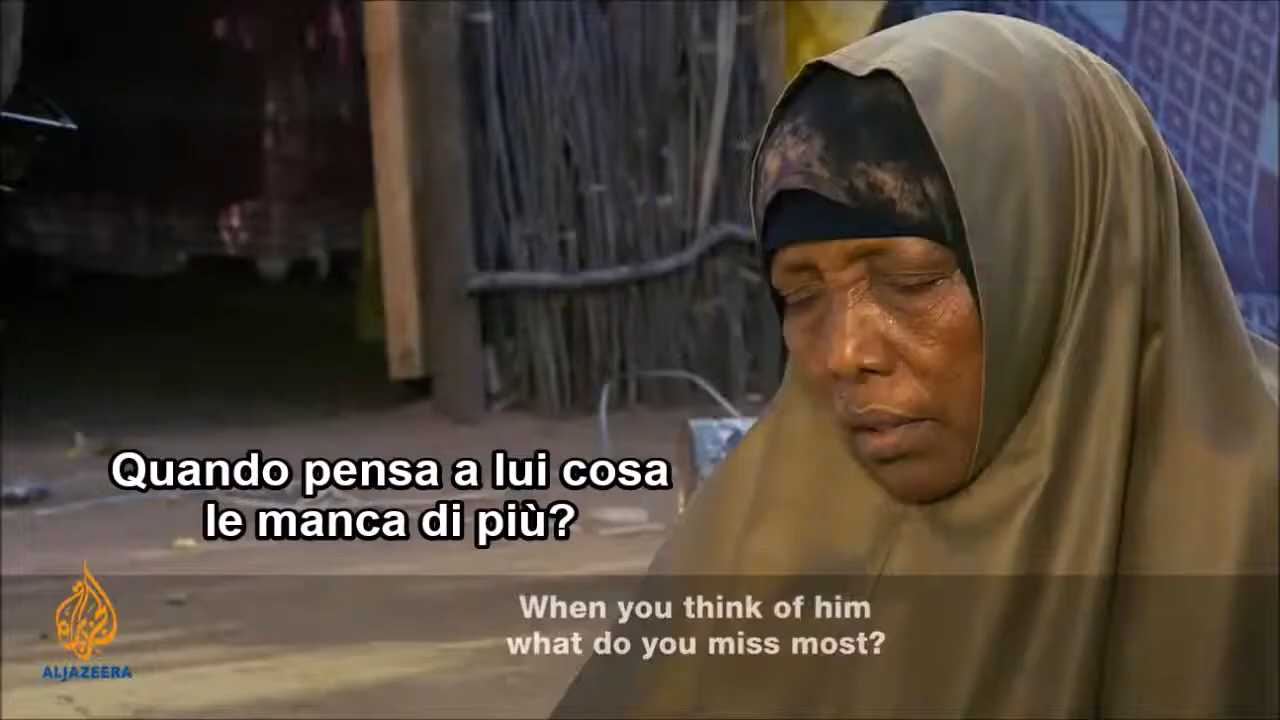 Quando pensa a lui cosa
le manca di più?
When you think of him
what do you miss most?
ALJAZEERA